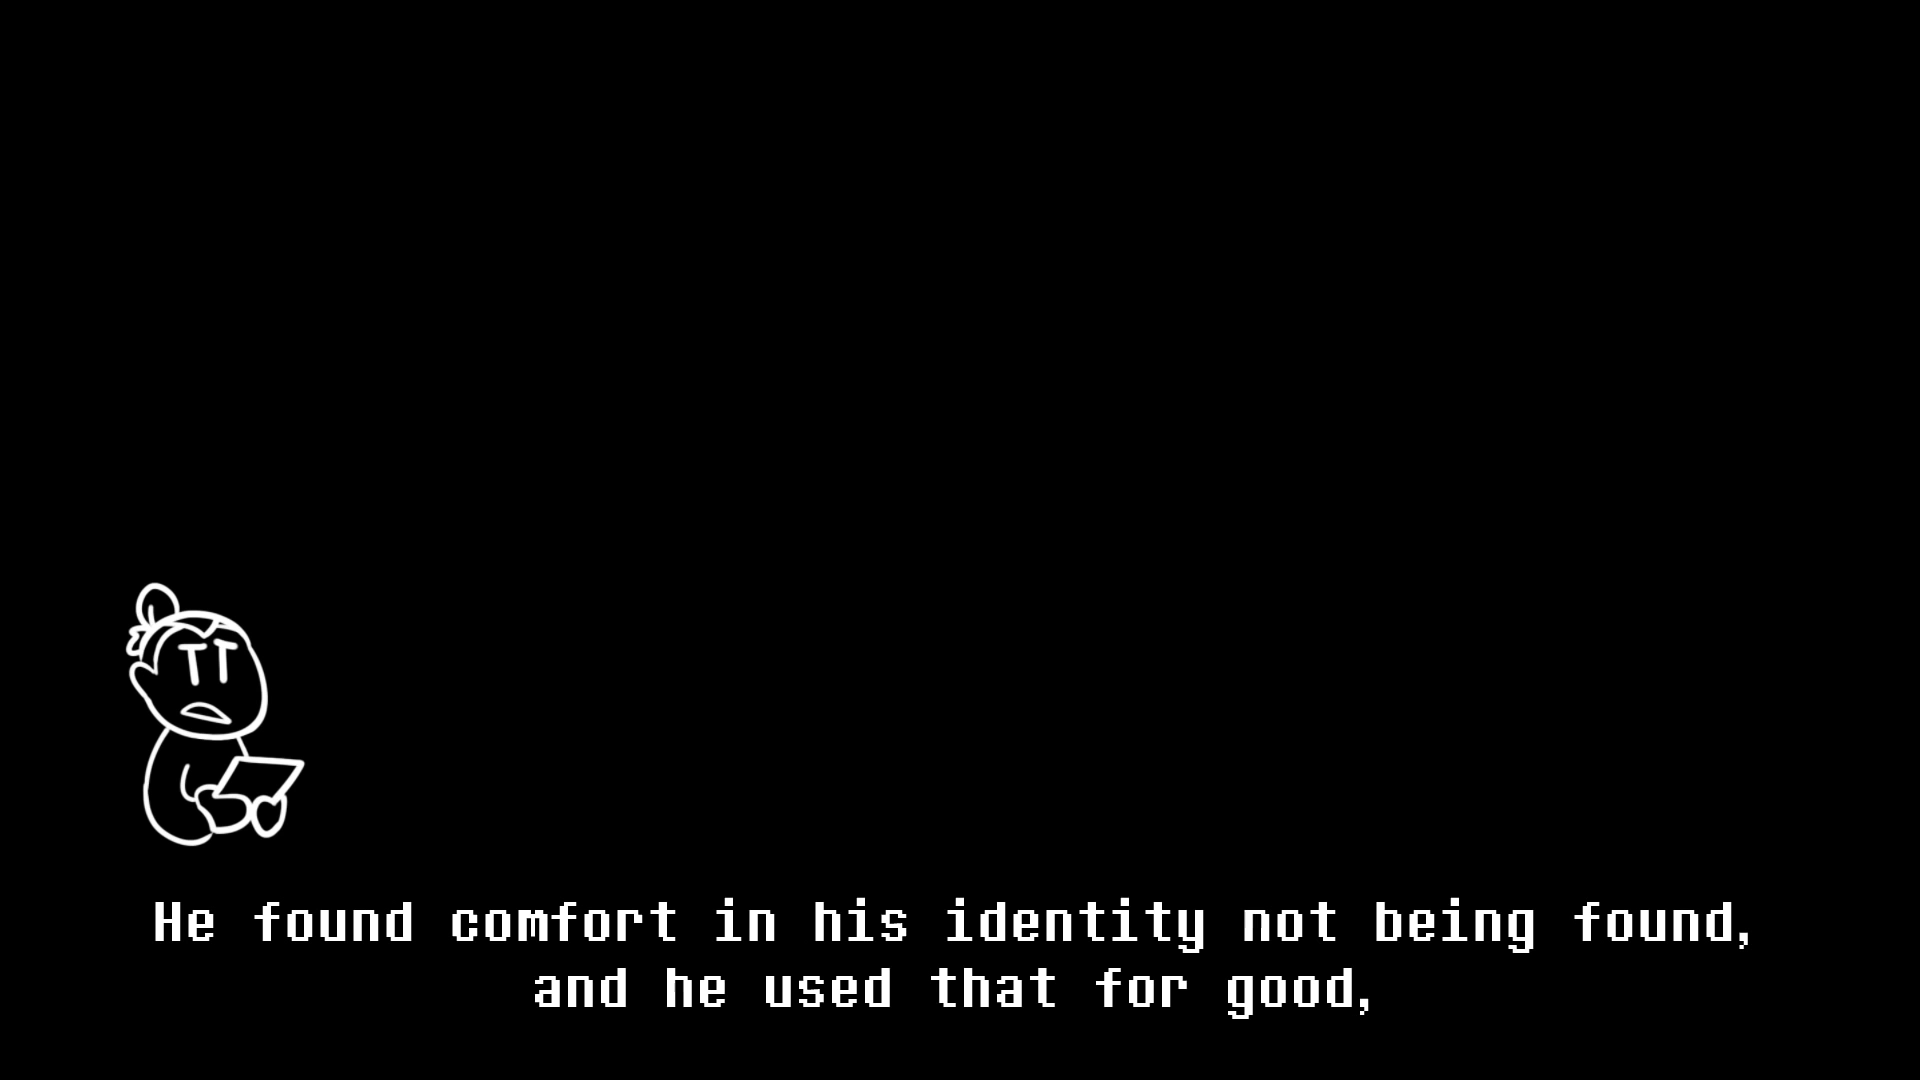 He found comfort in his identity not being found,
and he used that for good,